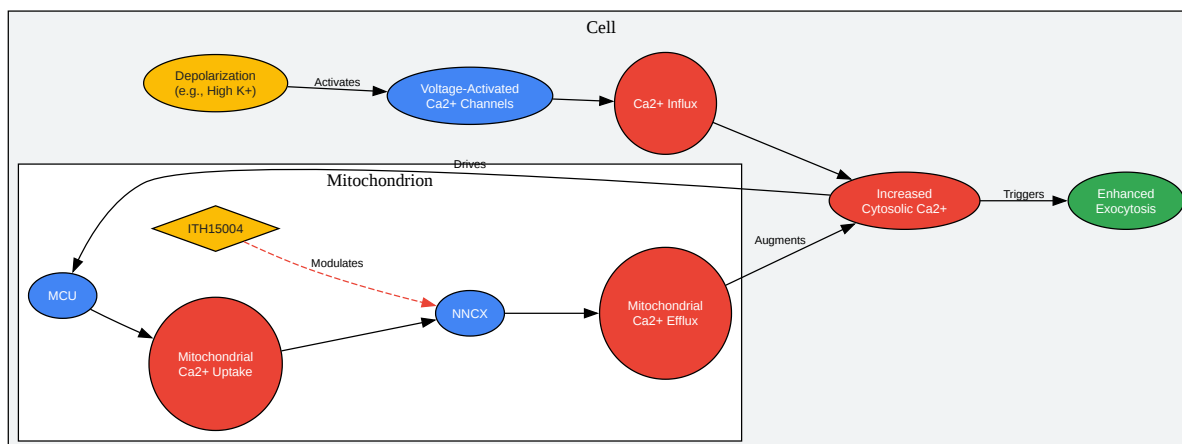 Cell
Depolarization
(e.g., High K+)
Activates
Voltage-Activated
Ca2+ Channels
Ca2+ Influx
Drives
Mitochondrion
Increased
Cytosolic Ca2+
Triggers
Enhanced
Exocytosis
ITH15004
Modulates
Augments
MCU
NNCX
Mitochondrial
Ca2+ Efflux
Mitochondrial
Ca2+ Uptake